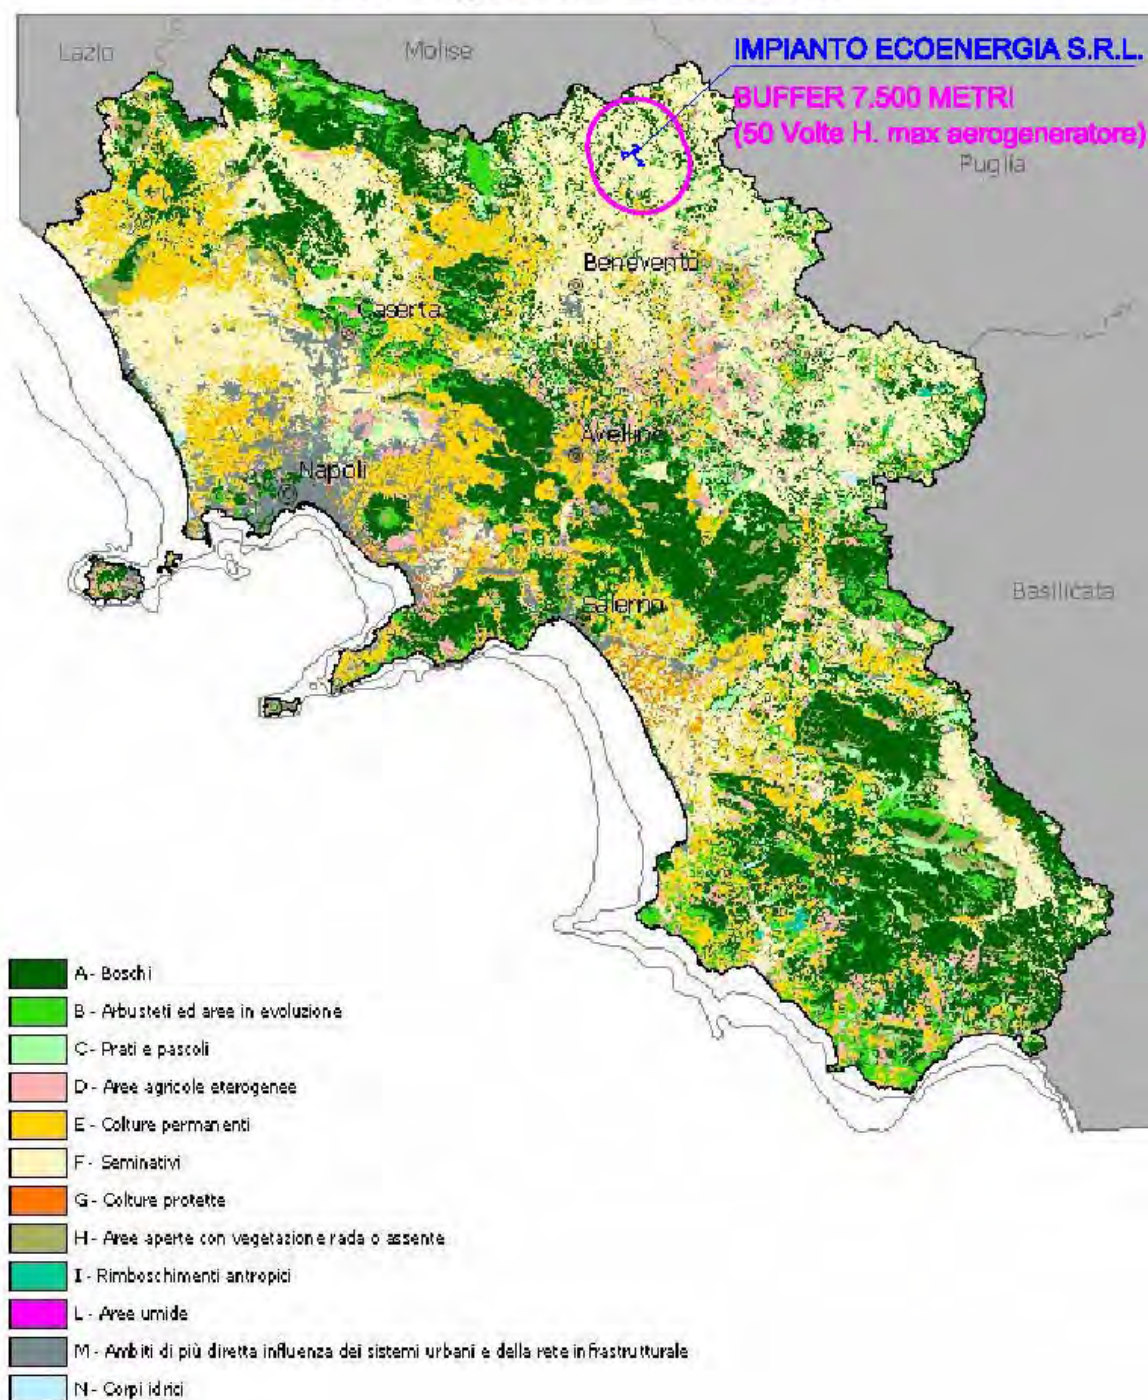 Lazio
Molise
IMPIANTO ECOENERGIA S.R.L.
BUFFER 7.500 METRI
(50 Volte H. max aerogeneratore)
Puglia
Benevento
Caserta
Avellino
Napoli
Basilicata
Salerno
A - Boschi
B - Arbusteti ed aree in evoluzione
C - Prati e pascoli
D - Aree agricole eterogenee
E - Colture permanenti
F - Seminativi
G - Colture protette
H - Aree aperte con vegetazione rada o assente
I - Rimboschimenti antropici
L - Aree umide
M - Ambiti di più diretta influenza dei sistemi urbani e della rete infrastrutturale
N - Corpi idrici